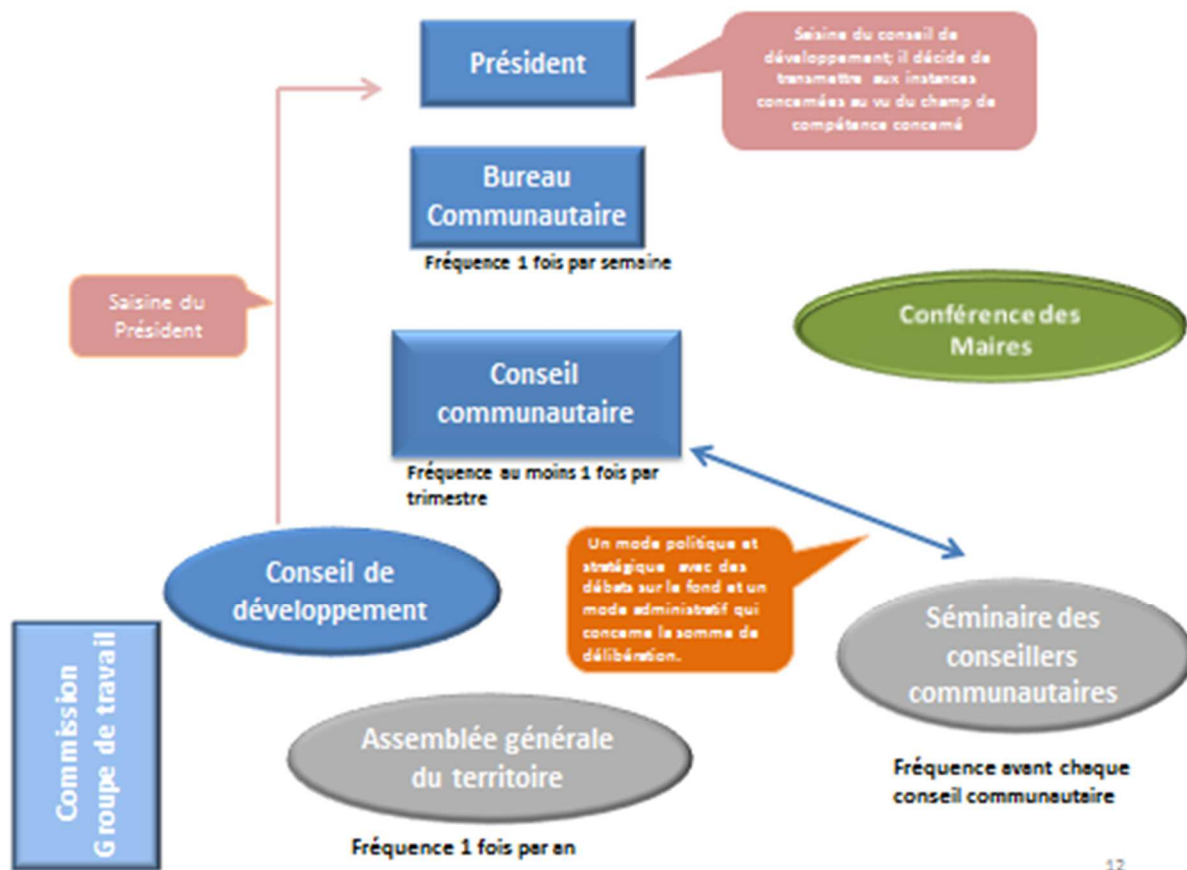 Président
Saisine du conseil de
développement; il décide de
transmettre aux instances
concernées au vu du champ de
compétence concerné
Bureau
Communautaire
Fréquence 1 fois par semaine
Saisine du
Président
Conférence des
Maires
Conseil
communautaire
Fréquence au moins 1 fois par
trimestre
Un mode politique et
stratégique avec des
débats sur le fond et un
mode administratif qui
concerne la somme de
délibération.
Conseil de
développement
Séminaire des
conseillers
communautaires
Commission
Groupe de travail
Assemblée générale
du territoire
Fréquence avant chaque
conseil communautaire
Fréquence 1 fois par an
12